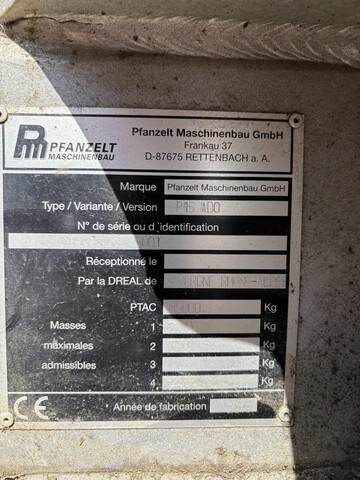 Pm PFANZELT
MASCHINENBAU
Pfanzelt Maschinenbau GmbH
Frankau 37
D-87675 RETTENBACH a. A.
Marque Pfanzelt Maschinenbau GmbH
Type / Variante / Version P15
N° de série ou d´identification
Réceptionné le
Par la DREAL de
PTAC Kg
Masses 1 Kg
maximales 2 Kg
admissibles 3 Kg
4 Kg
CE Année de fabrication